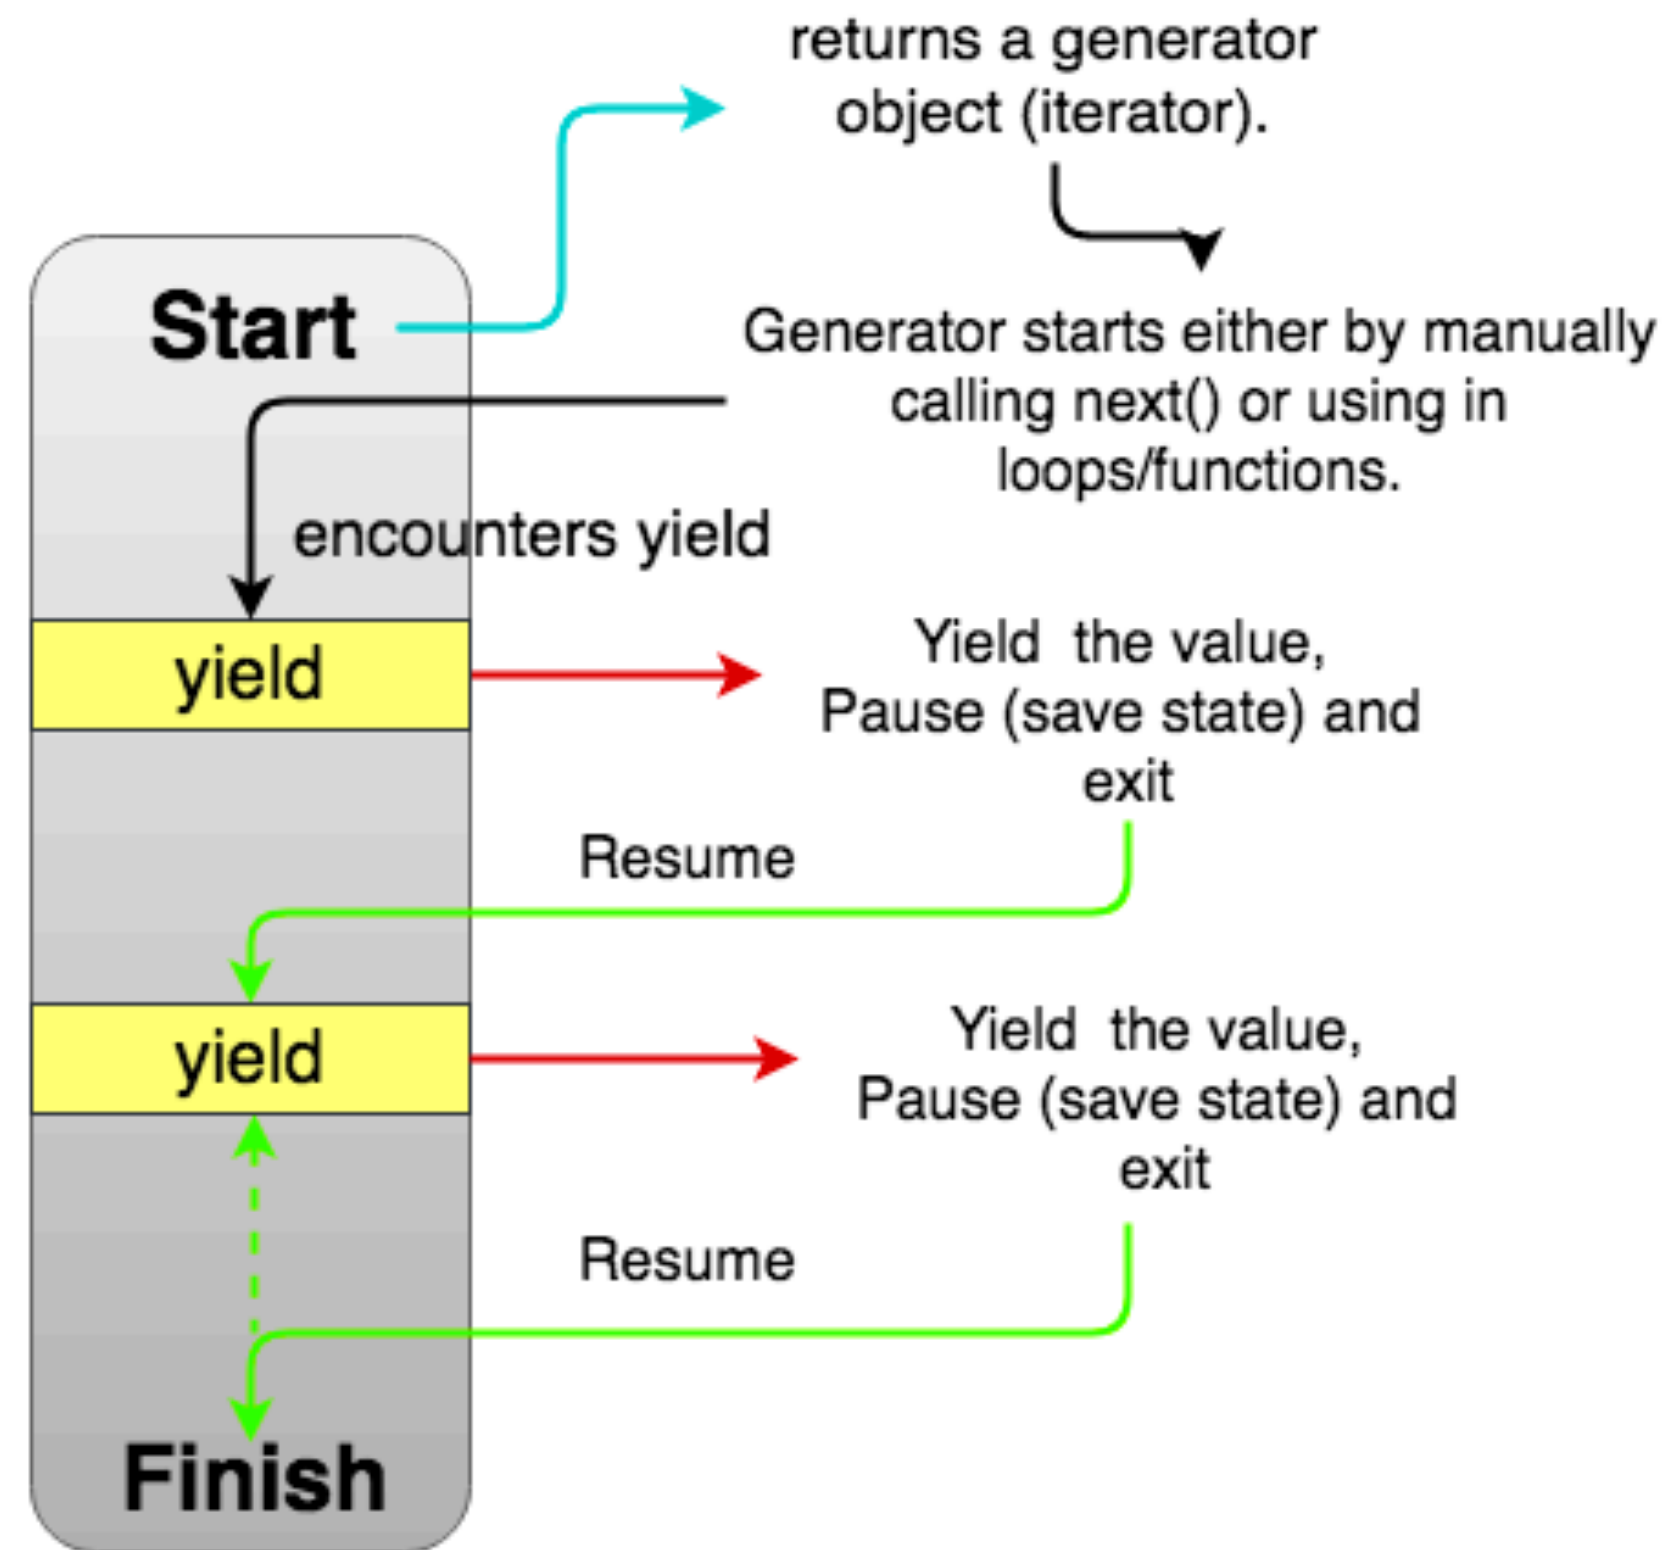 returns a generator
object (iterator).
Start
Generator starts either by manually
calling next() or using in
loops/functions.
encounters yield
yield
Yield  the value,
Pause (save state) and
exit
Resume
yield
Yield  the value,
Pause (save state) and
exit
Resume
Finish